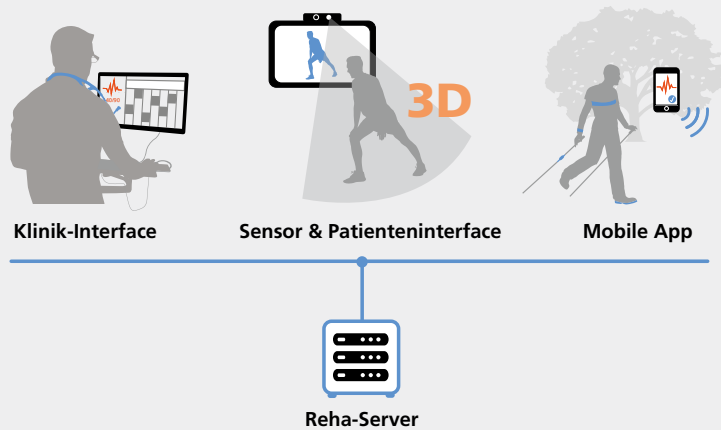 3D
Klinik-Interface
Sensor & Patienteninterface
Mobile App
Reha-Server